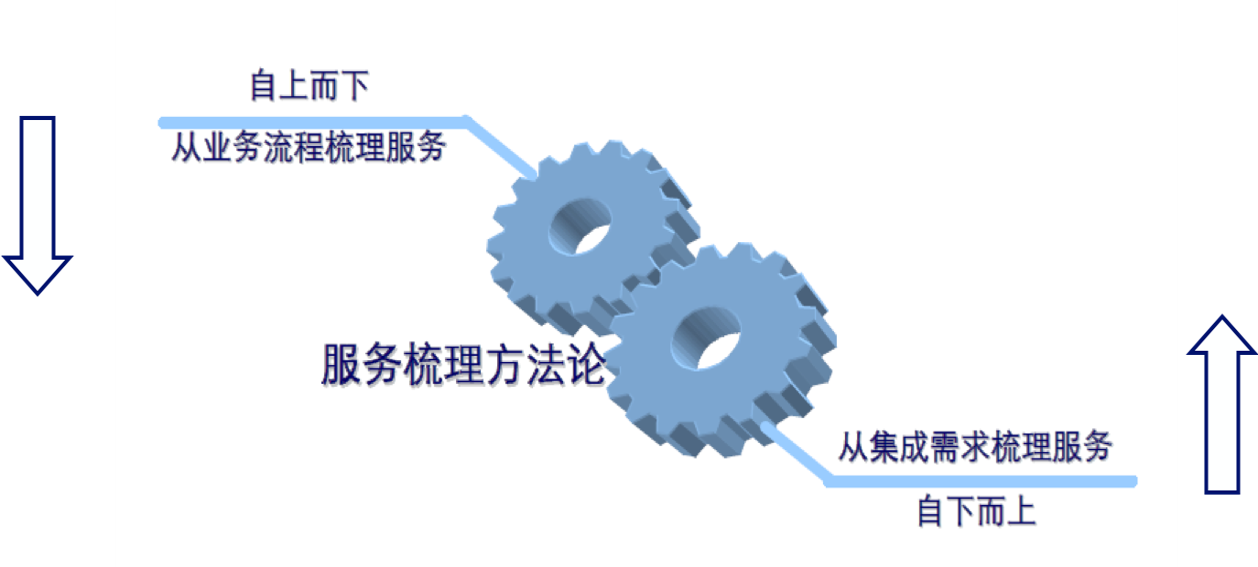 自上而下
从业务流程梳理服务
服务梳理方法论
从集成需求梳理服务
自下而上